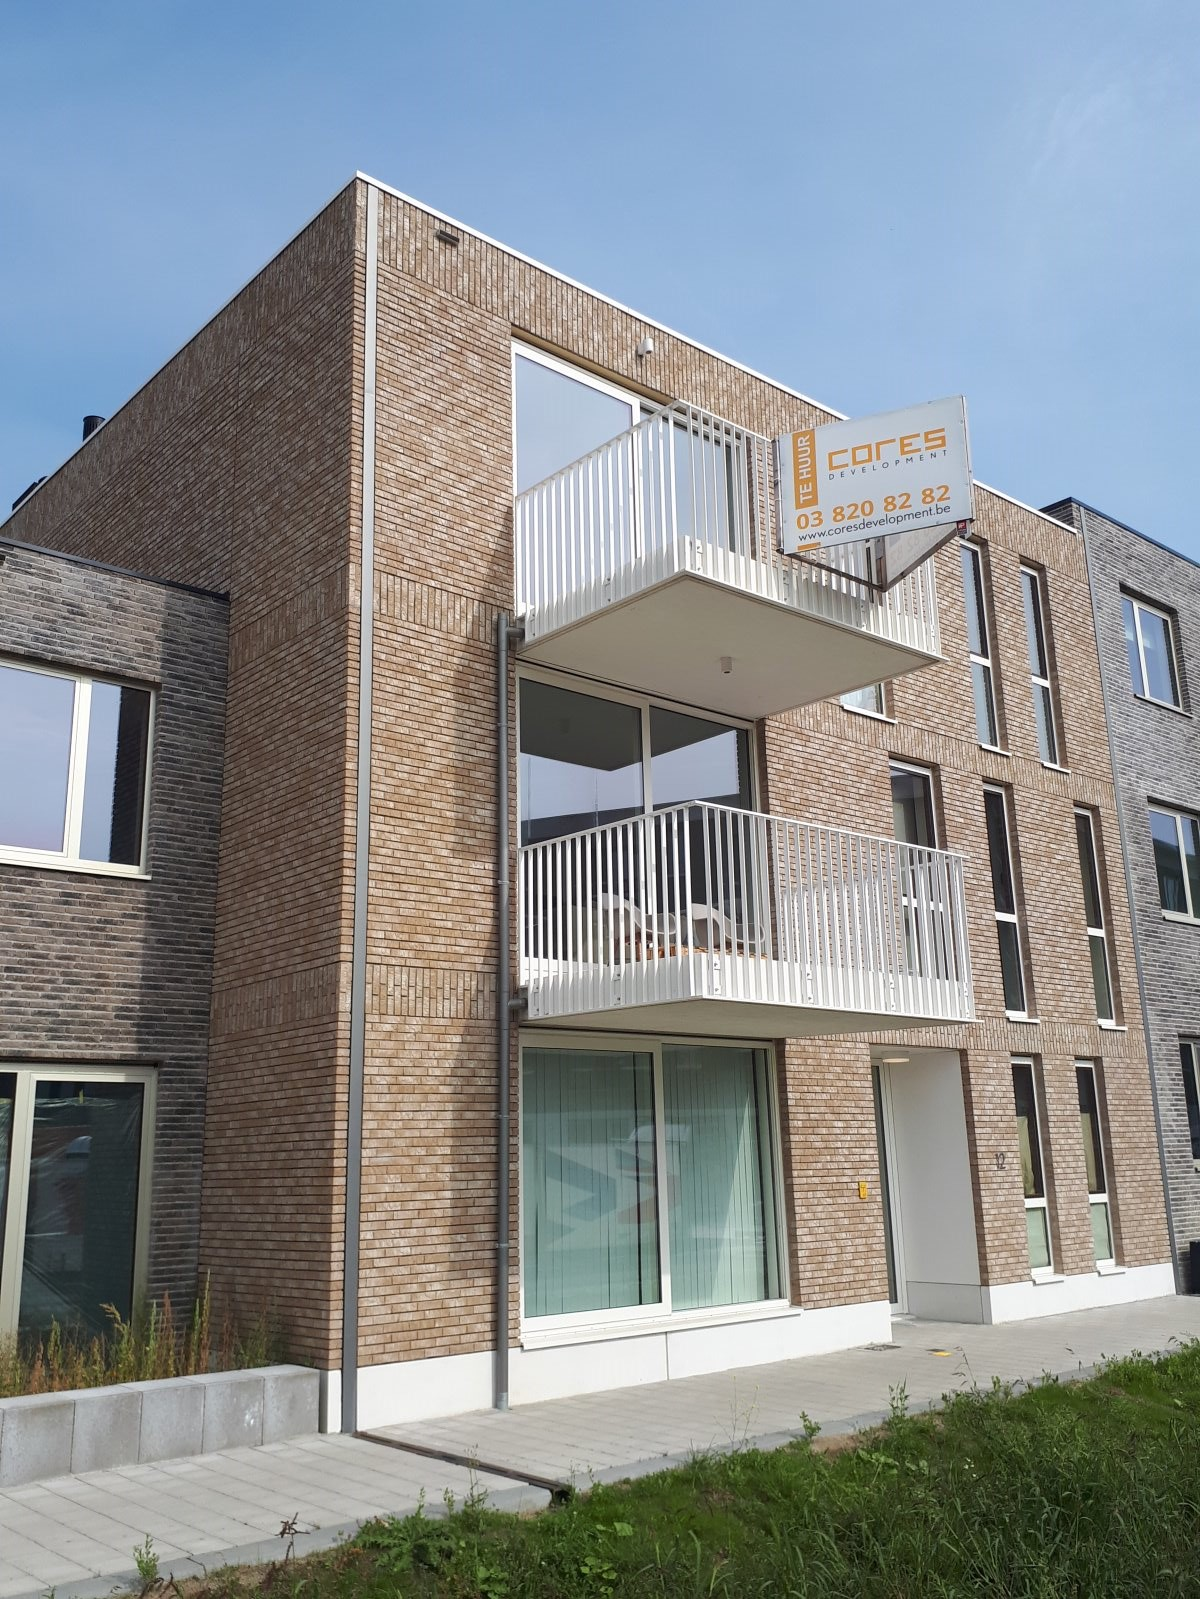 TE HUUR
cores
DEVELOPMENT
03 820 82 82
www.coresdevelopment.be
12